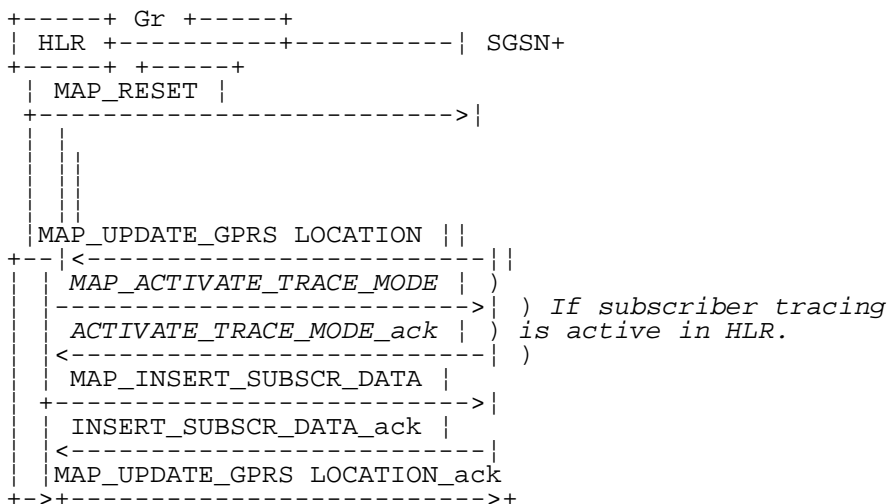 +-----+ Gr +-----+
¦ HLR +----------+----------¦ SGSN+
+-----+ +-----+
¦ MAP_RESET ¦
+-------------------------->¦
¦ ¦
¦ ¦¦
¦ ¦¦
¦ ¦¦
¦ ¦¦
¦MAP_UPDATE_GPRS LOCATION ¦¦
+--¦<-------------------------¦¦
¦ ¦ MAP_ACTIVATE_TRACE_MODE ¦ )
¦ ¦-------------------------->¦ ) If subscriber tracing
¦ ¦ ACTIVATE_TRACE_MODE_ack ¦ ) is active in HLR.
¦ ¦<--------------------------¦ )
¦ ¦ MAP_INSERT_SUBSCR_DATA ¦
¦ +-------------------------->¦
¦ ¦ INSERT_SUBSCR_DATA_ack ¦
¦ ¦<--------------------------¦
¦ ¦MAP_UPDATE_GPRS LOCATION_ack
+->+-------------------------->+